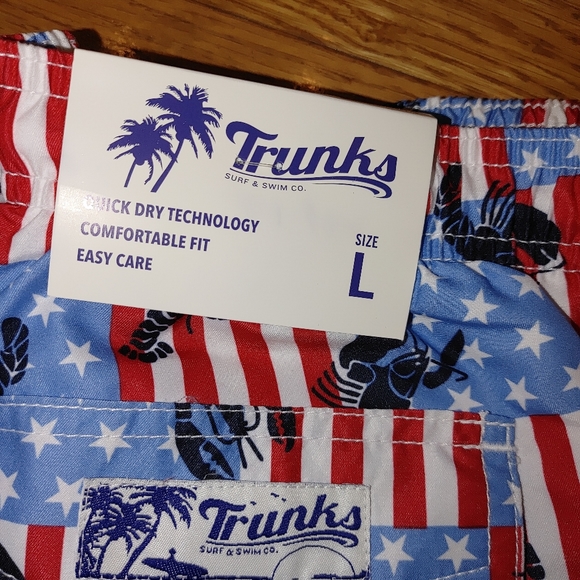 Trunks
SURF & SWIM CO.
QUICK DRY TECHNOLOGY
COMFORTABLE FIT
EASY CARE
SIZE
L
Trunks
SURF & SWIM CO.